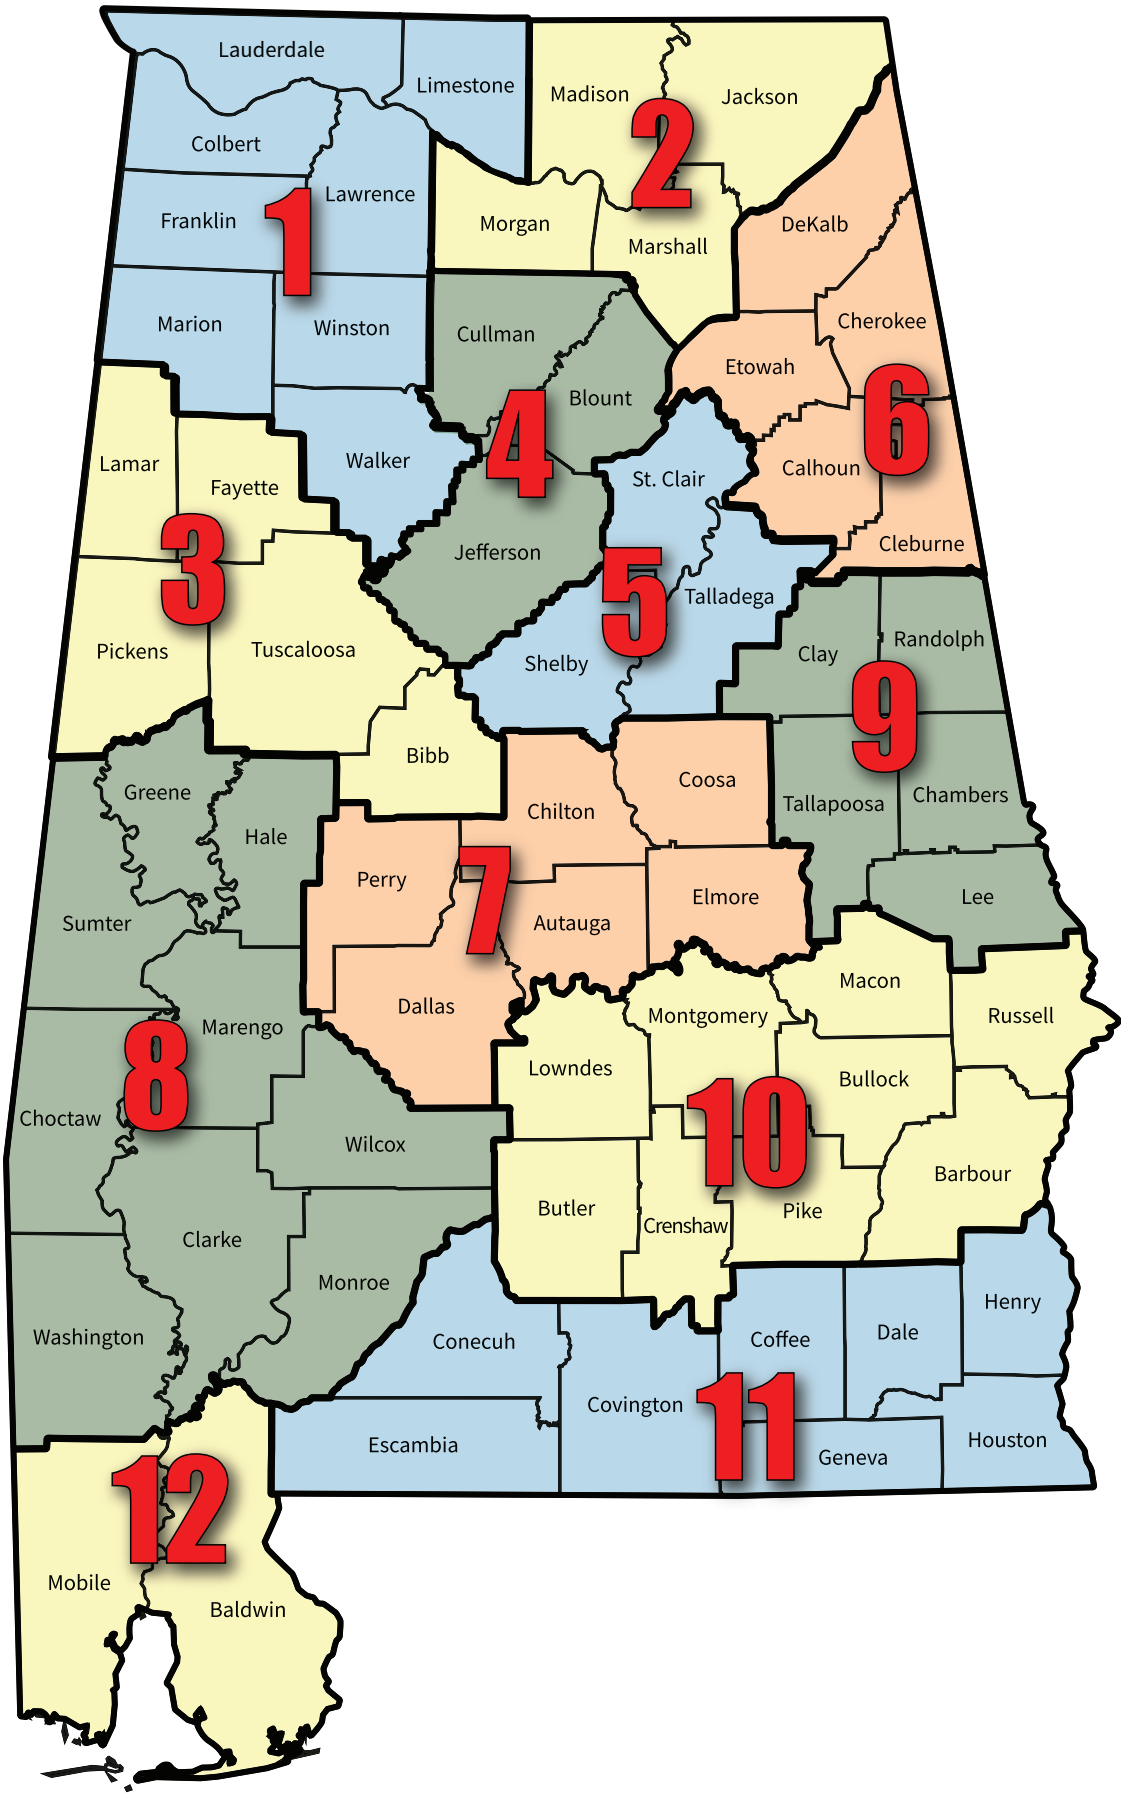 Lauderdale
Limestone
Madison
Jackson
Colbert
2
Lawrence
Franklin
1
Morgan
Marshall
DeKalb
Marion
Winston
Cullman
Cherokee
Etowah
Blount
6
4
Lamar
Walker
Fayette
St. Clair
Calhoun
3
Jefferson
Cleburne
5
Talladega
Pickens
Tuscaloosa
Shelby
Clay
Randolph
9
Bibb
Coosa
Greene
Chilton
Tallapoosa
Chambers
Hale
Perry
7
Elmore
Lee
Sumter
Autauga
Macon
Dallas
Montgomery
Russell
Marengo
8
Lowndes
Bullock
Choctaw
10
Wilcox
Barbour
Butler
Crenshaw
Pike
Clarke
Monroe
Henry
Washington
Conecuh
Coffee
Dale
Covington
11
Escambia
Geneva
Houston
12
Mobile
Baldwin